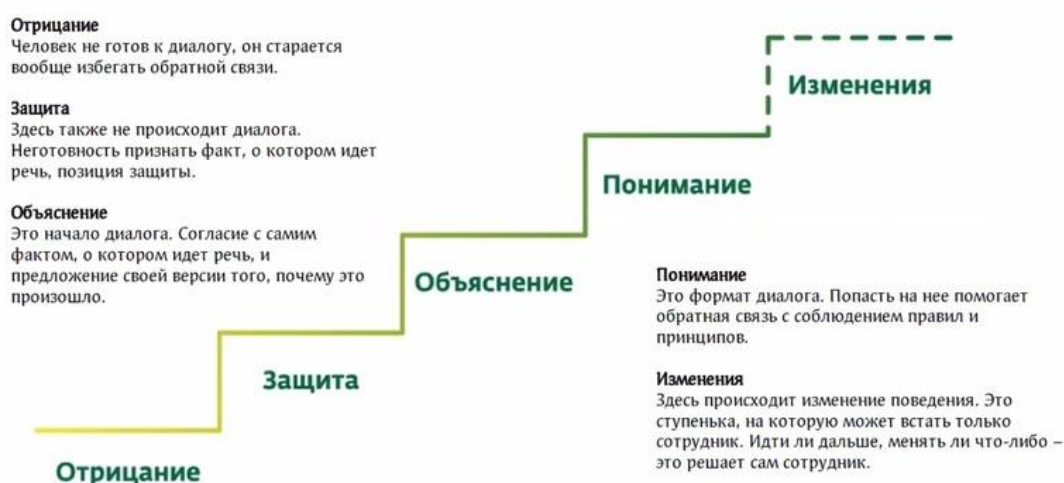 Отрицание
Человек не готов к диалогу, он старается
вообще избегать обратной связи.
Защита
Здесь также не происходит диалога.
Неготовность признать факт, о котором идет
речь, позиция защиты.
Объяснение
Это начало диалога. Согласие с самим
фактом, о котором идет речь, и
предложение своей версии того, почему это
произошло.
Отрицание
Защита
Объяснение
Понимание
Изменения
Понимание
Это формат диалога. Попасть на нее помогает
обратная связь с соблюдением правил и
принципов.
Изменения
Здесь происходит изменение поведения. Это
ступенька, на которую может встать только
сотрудник. Идти ли дальше, менять ли что-либо –
это решает сам сотрудник.